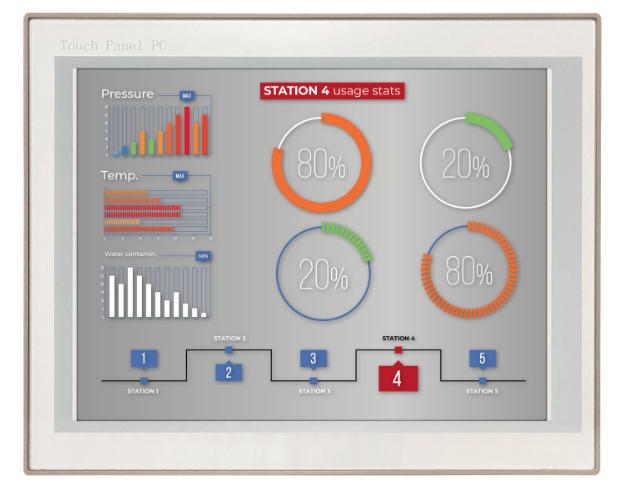 Touch Panel PC
Pressure
MAX
STATION 4 usage stats
80%
20%
Temp.
MAX
20%
80%
Water contamin.
MIN
STATION 2
STATION 4
1
2
3
4
5
STATION 1
STATION 3
STATION 5